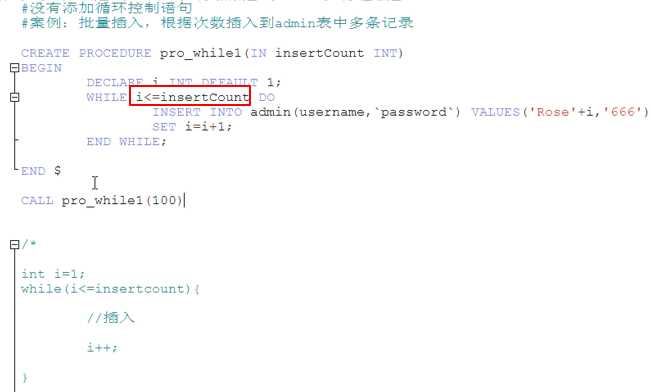 #没有添加循环控制语句
#案例：批量插入，根据次数插入到admin表中多条记录
CREATE PROCEDURE pro_while1(IN insertCount INT)
BEGIN
DECLARE i INT DEFAULT 1;
WHILE i<=insertCount DO
INSERT INTO admin(username,`password`) VALUES('Rose'+i,'666')
SET i=i+1;
END WHILE;
END $
CALL pro_while1(100)
/*
int i=1;
while(i<=insertcount){
//插入
i++;
}